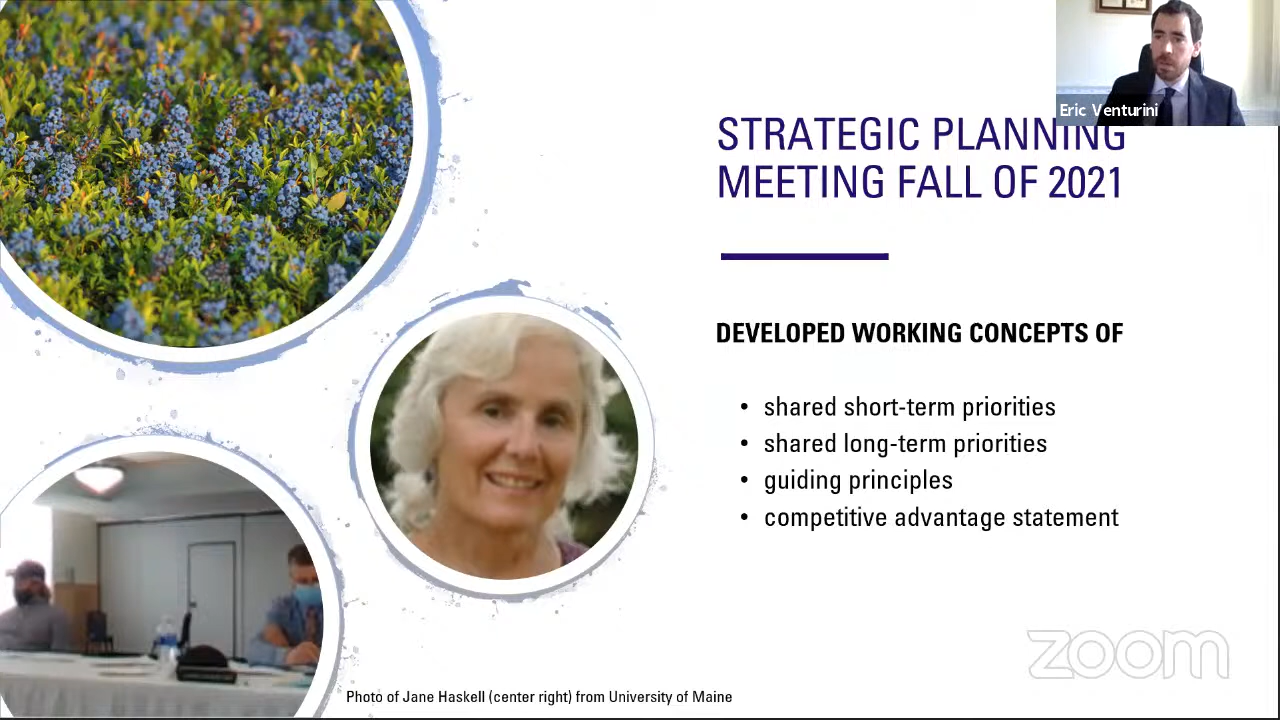 Eric Venturini
STRATEGIC PLANNING
MEETING FALL OF 2021
DEVELOPED WORKING CONCEPTS OF
• shared short-term priorities
• shared long-term priorities
• guiding principles
• competitive advantage statement
zoom
Photo of Jane Haskell (center right) from University of Maine